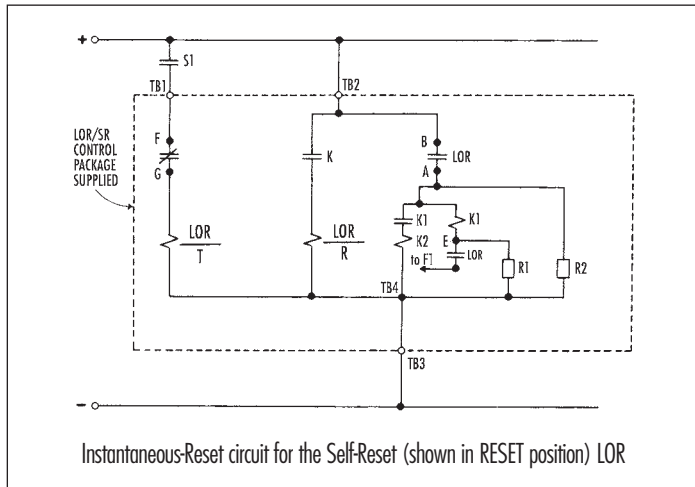 +
S1
TB1
TB2
LOR/SR
CONTROL
PACKAGE
SUPPLIED
F
G
LOR
T
K
LOR
R
B
LOR
A
K1
K2
K1
E
LOR
to F1
R1
R2
TB4
TB3
-
Instantaneous-Reset circuit for the Self-Reset (shown in RESET position) LOR